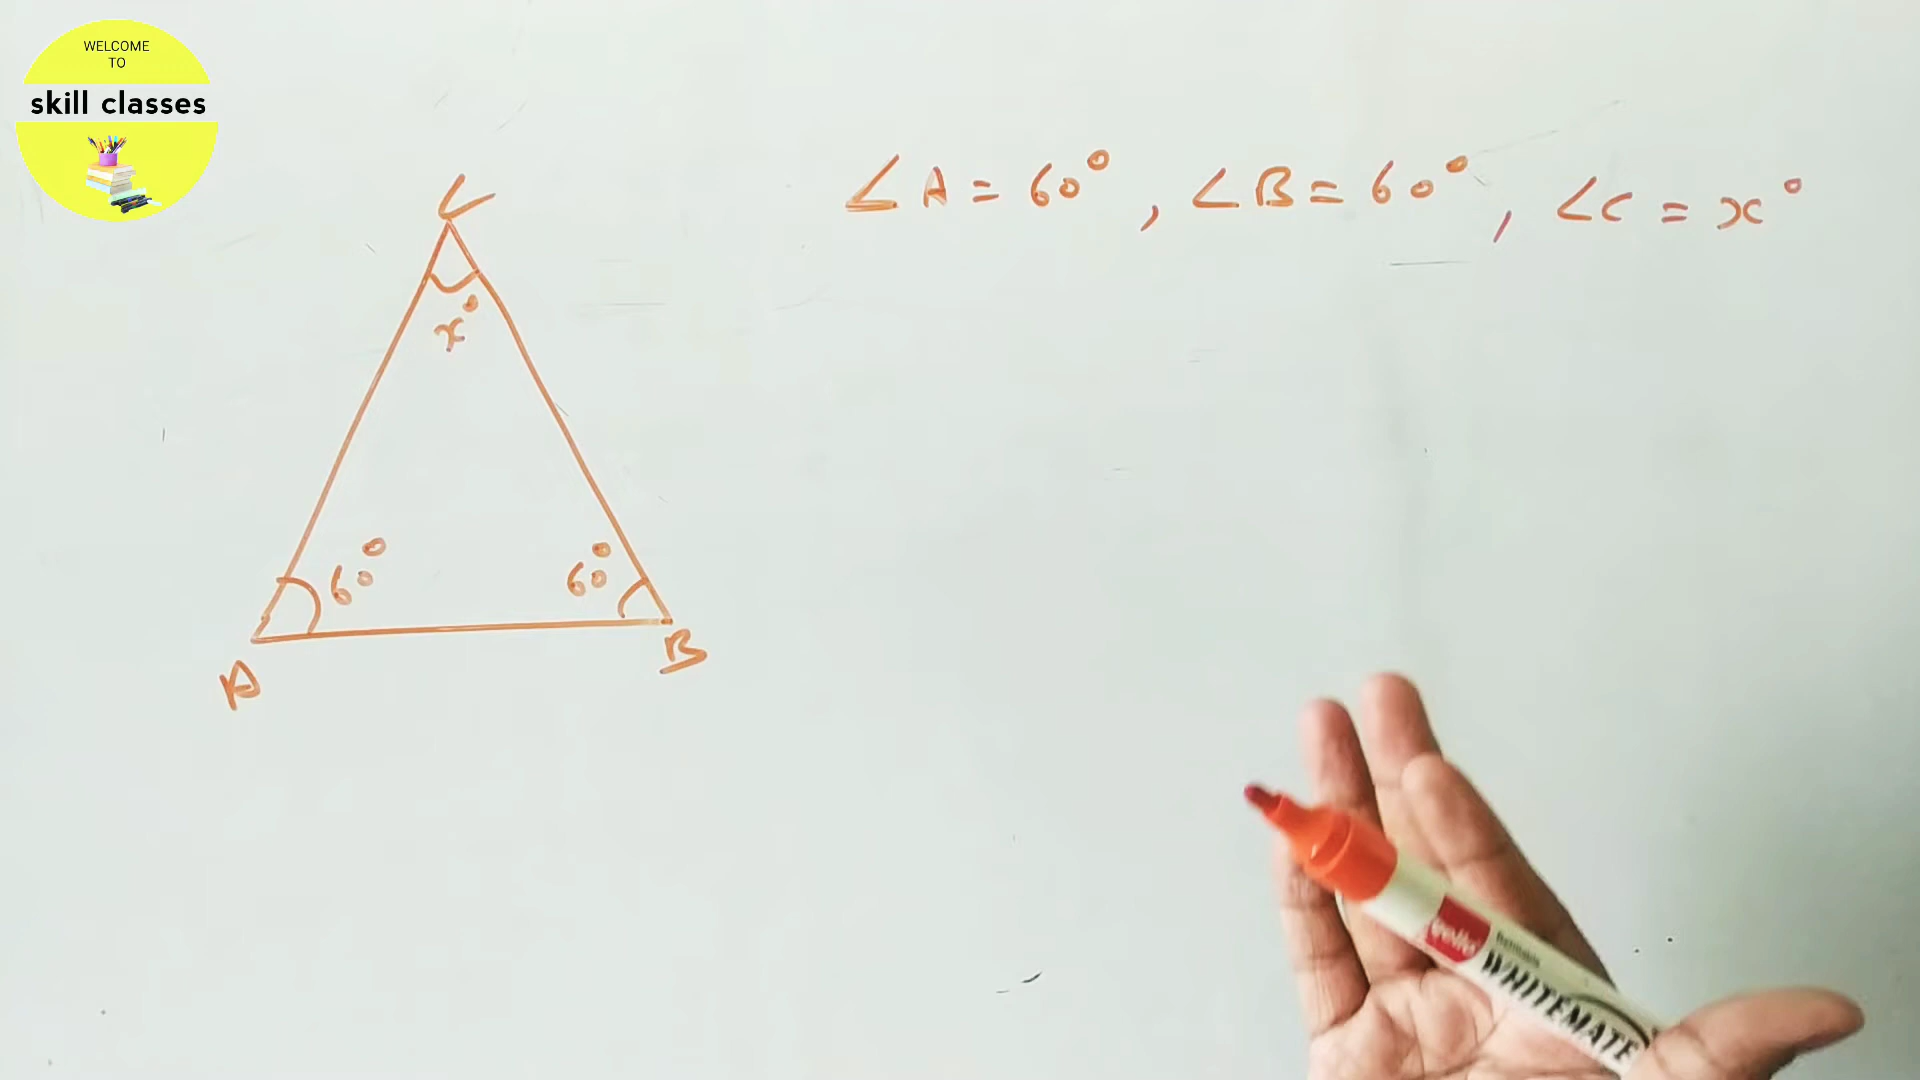 WELCOME
TO
skill classes
∠A = 60°, ∠B = 60°, ∠C = x°
C
x°
60°
60°
A
B
cello
WHITEMATE